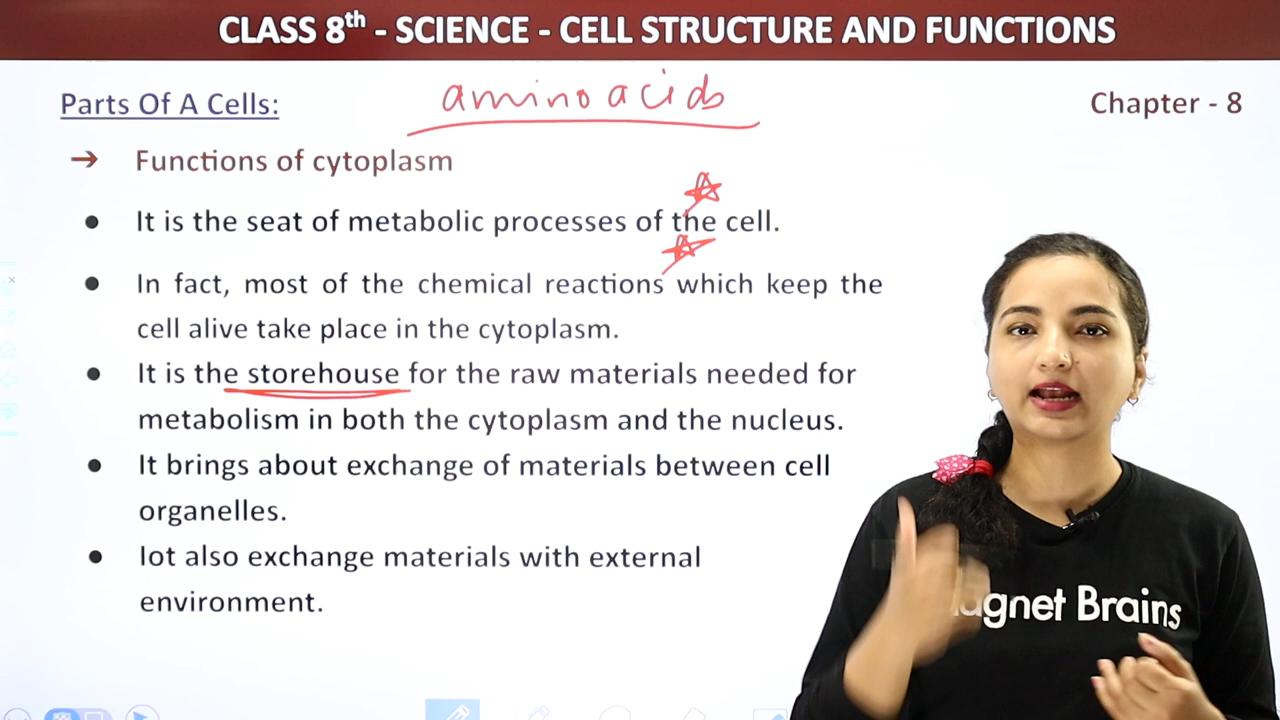 CLASS 8th - SCIENCE - CELL STRUCTURE AND FUNCTIONS
Parts Of A Cells:
amino acids
Chapter - 8
→ Functions of cytoplasm
● It is the seat of metabolic processes of the cell.
● In fact, most of the chemical reactions which keep the
cell alive take place in the cytoplasm.
● It is the storehouse for the raw materials needed for
metabolism in both the cytoplasm and the nucleus.
● It brings about exchange of materials between cell
organelles.
● Iot also exchange materials with external
environment.
agnet Brains